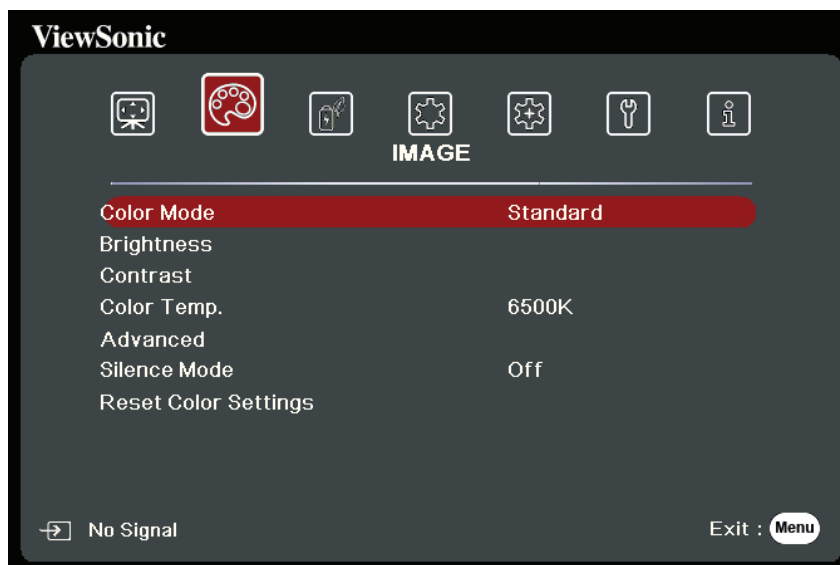 ViewSonic
IMAGE
Color Mode Standard
Brightness
Contrast
Color Temp. 6500K
Advanced
Silence Mode Off
Reset Color Settings
No Signal Exit : Menu